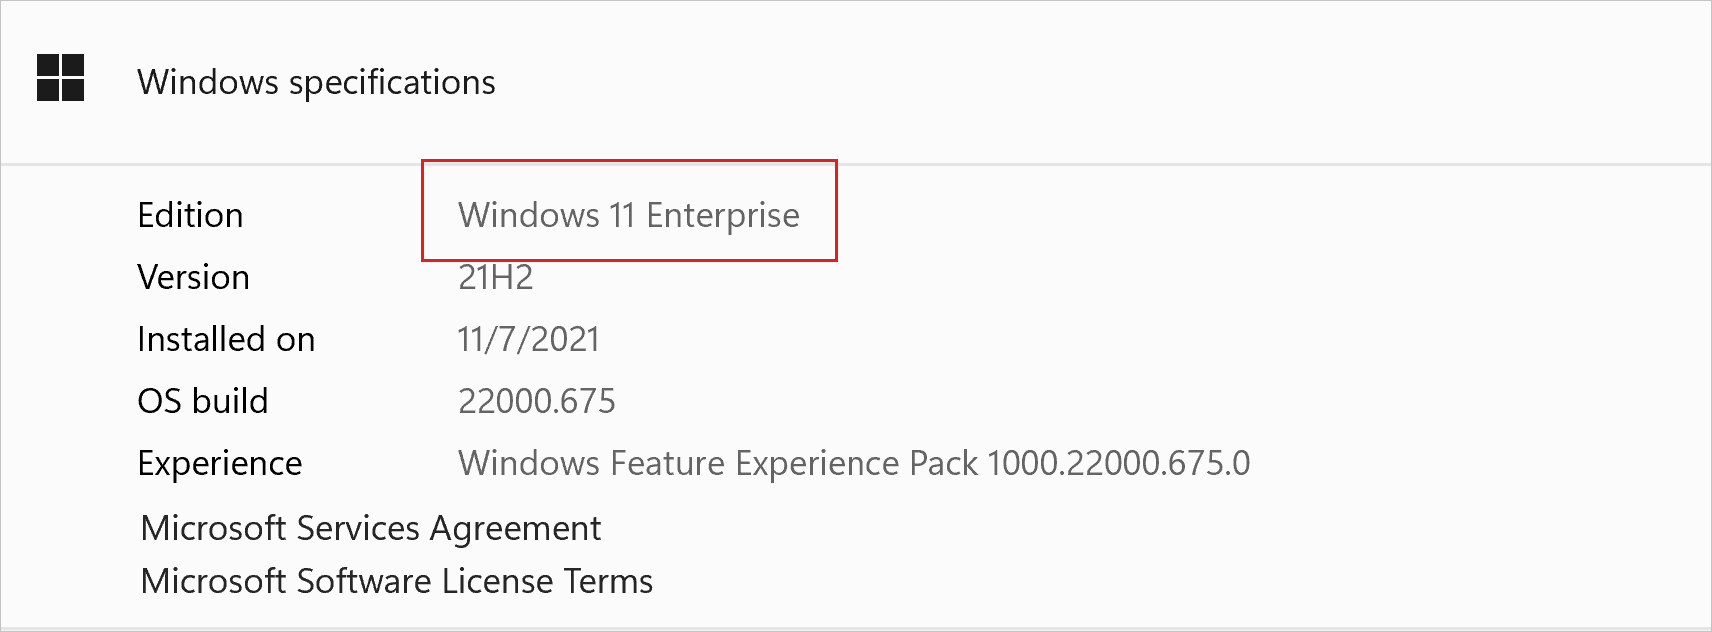 Windows specifications
Edition Windows 11 Enterprise
Version 21H2
Installed on 11/7/2021
OS build 22000.675
Experience Windows Feature Experience Pack 1000.22000.675.0
Microsoft Services Agreement
Microsoft Software License Terms